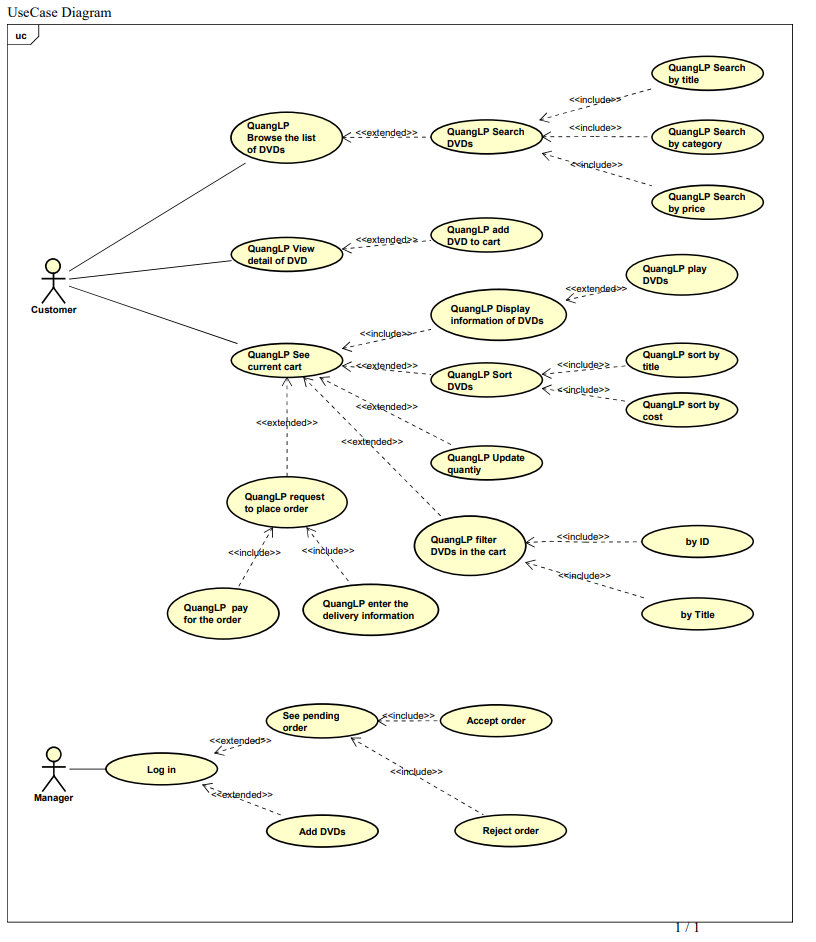 UseCase Diagram
uc
QuangLP Search
by title
<<include>>
QuangLP
Browse the list
of DVDs
<<extended>>
QuangLP Search
DVDs
<<include>>
QuangLP Search
by category
<<include>>
QuangLP Search
by price
QuangLP View
detail of DVD
<<extended>>
QuangLP add
DVD to cart
Customer
QuangLP play
DVDs
<<extended>>
QuangLP Display
information of DVDs
<<include>>
QuangLP See
current cart
<<extended>>
QuangLP Sort
DVDs
<<include>>
QuangLP sort by
title
<<include>>
QuangLP sort by
cost
<<extended>>
<<extended>>
<<extended>>
QuangLP Update
quantiy
QuangLP request
to place order
QuangLP filter
DVDs in the cart
<<include>>
by ID
<<include>>
by Title
<<include>>
<<include>>
QuangLP  pay
for the order
QuangLP enter the
delivery information
See pending
order
<<include>>
Accept order
<<extended>>
Manager
Log in
<<include>>
<<extended>>
Add DVDs
Reject order
1 / 1